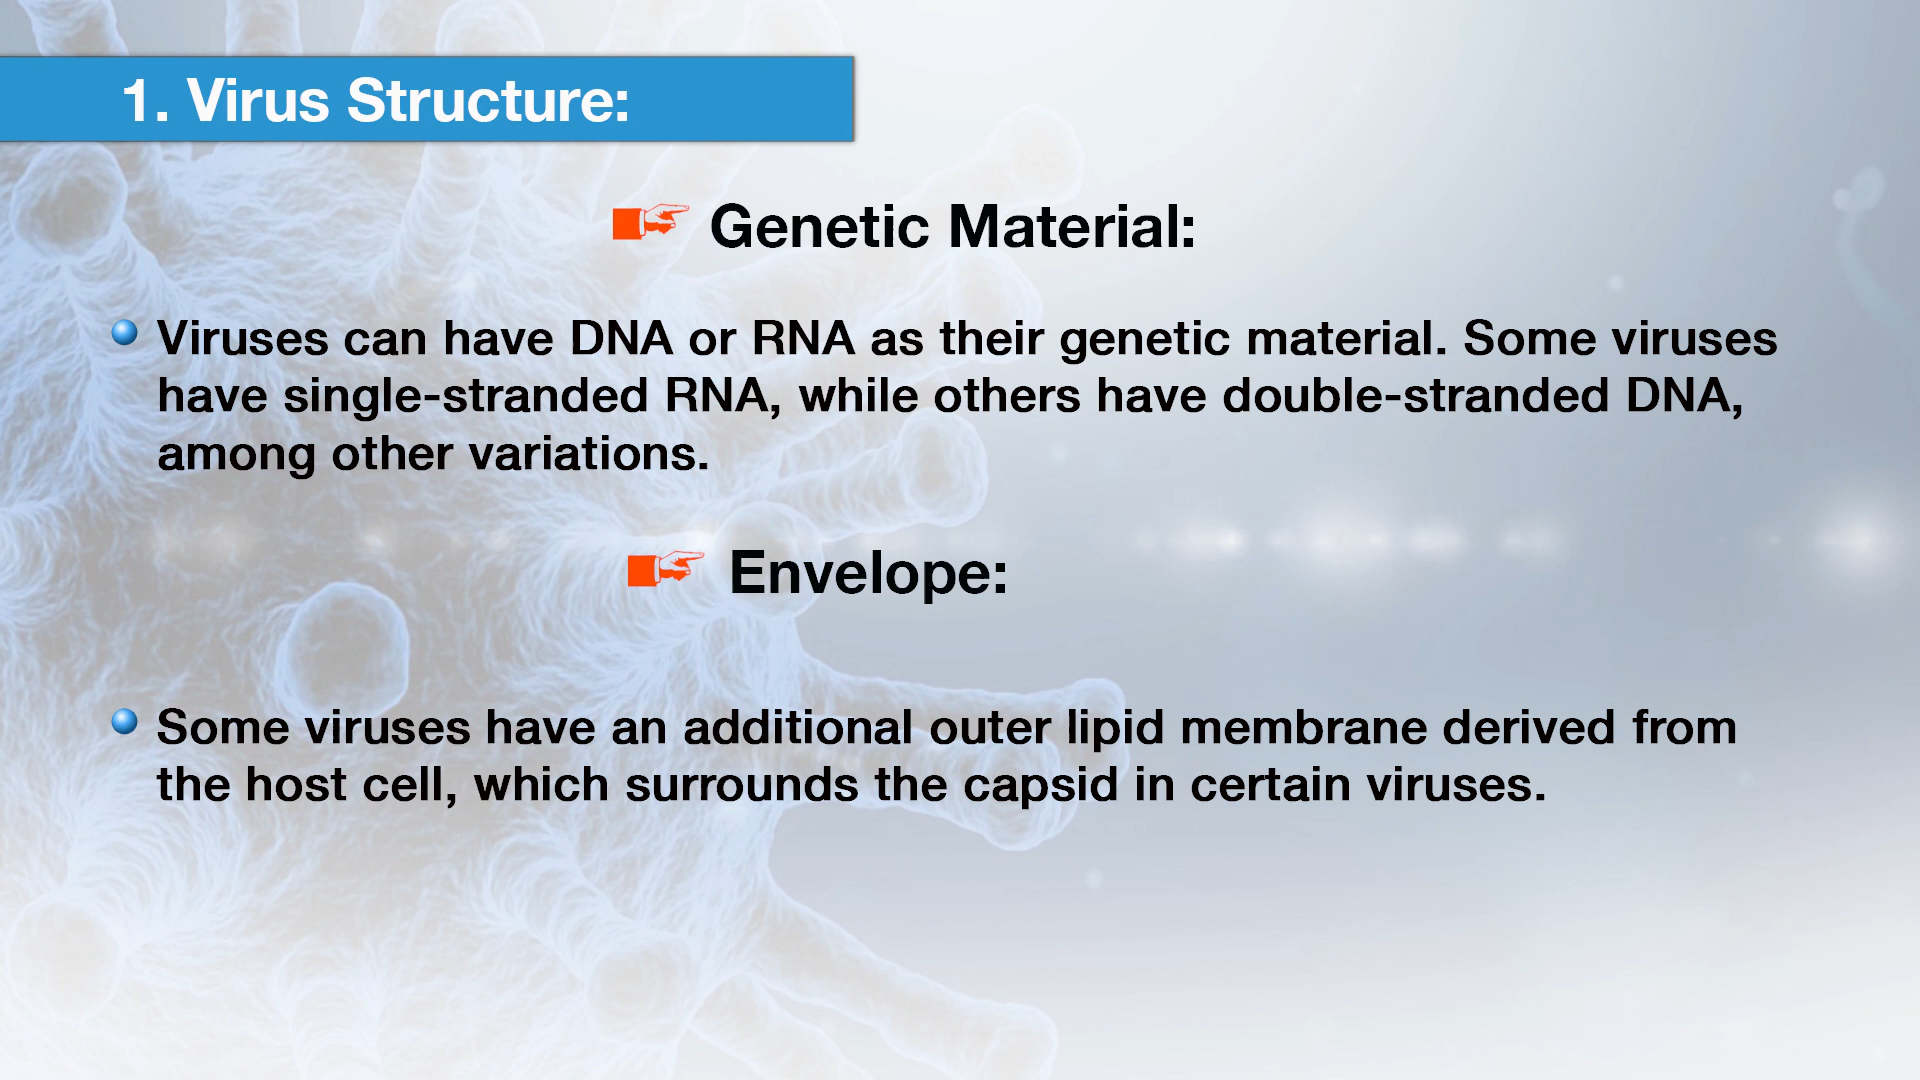 1. Virus Structure:
Genetic Material:
Viruses can have DNA or RNA as their genetic material. Some viruses
have single-stranded RNA, while others have double-stranded DNA,
among other variations.
Envelope:
Some viruses have an additional outer lipid membrane derived from
the host cell, which surrounds the capsid in certain viruses.